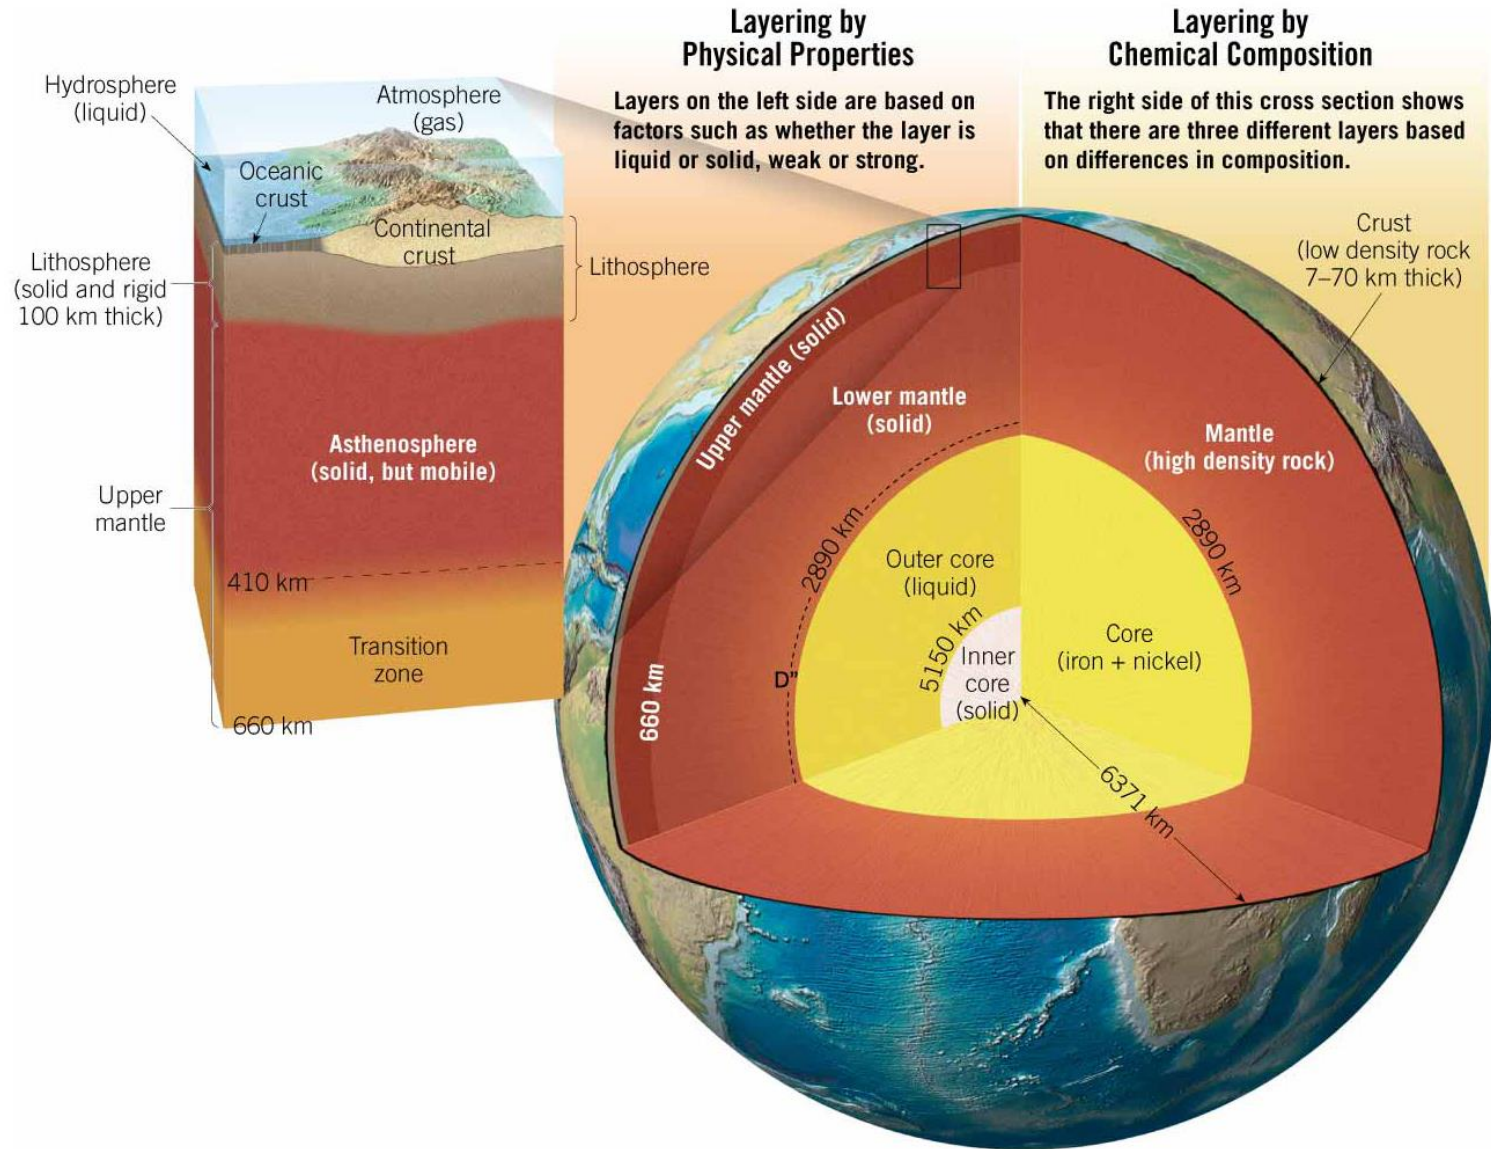 Layering by
Physical Properties
Layers on the left side are based on
factors such as whether the layer is
liquid or solid, weak or strong.
Layering by
Chemical Composition
The right side of this cross section shows
that there are three different layers based
on differences in composition.
Hydrosphere
(liquid)
Atmosphere
(gas)
Oceanic
crust
Continental
crust
Lithosphere
(solid and rigid
100 km thick)
Lithosphere
Asthenosphere
(solid, but mobile)
Upper
mantle
410 km
Transition
zone
660 km
Crust
(low density rock
7–70 km thick)
Upper mantle (solid)
Lower mantle
(solid)
Mantle
(high density rock)
2890 km
2890 km
Outer core
(liquid)
Core
(iron + nickel)
5150 km
Inner
core
(solid)
D"
660 km
6371 km